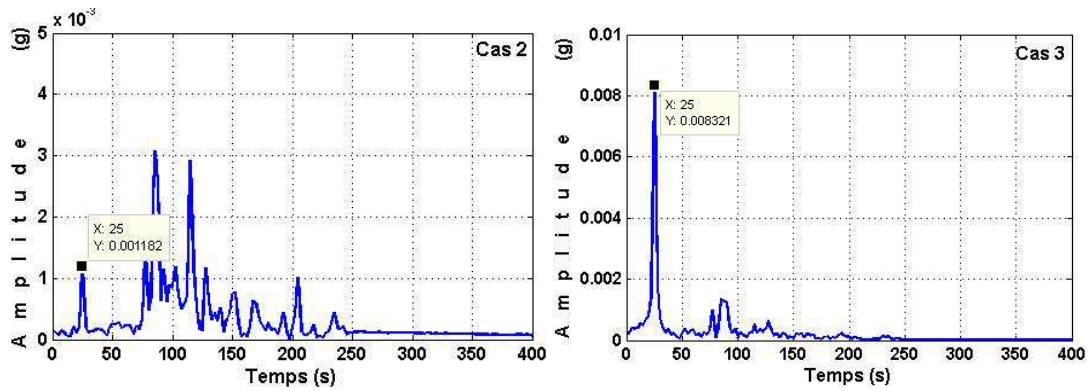 5 x 10⁻³
4
3
2
1
0
A m p l i t u d e (g)
Cas 2
X: 25
Y: 0.001182
0 50 100 150 200 250 300 350 400
Temps (s)
0.01
0.008
0.006
0.004
0.002
0
A m p l i t u d e (g)
Cas 3
X: 25
Y: 0.008321
0 50 100 150 200 250 300 350 400
Temps (s)